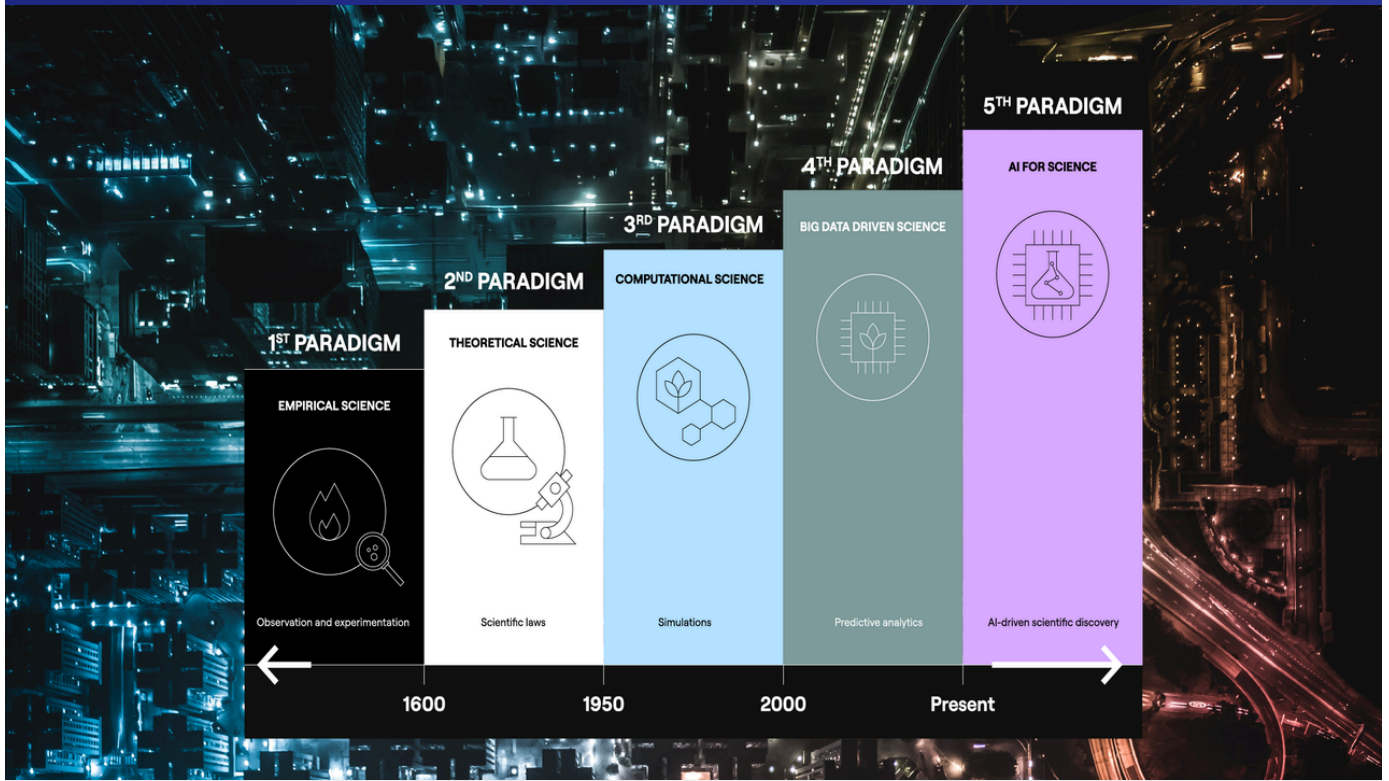 1ST PARADIGM
EMPIRICAL SCIENCE
Observation and experimentation
2ND PARADIGM
THEORETICAL SCIENCE
Scientific laws
3RD PARADIGM
COMPUTATIONAL SCIENCE
Simulations
4TH PARADIGM
BIG DATA DRIVEN SCIENCE
Predictive analytics
5TH PARADIGM
AI FOR SCIENCE
AI-driven scientific discovery
1600
1950
2000
Present